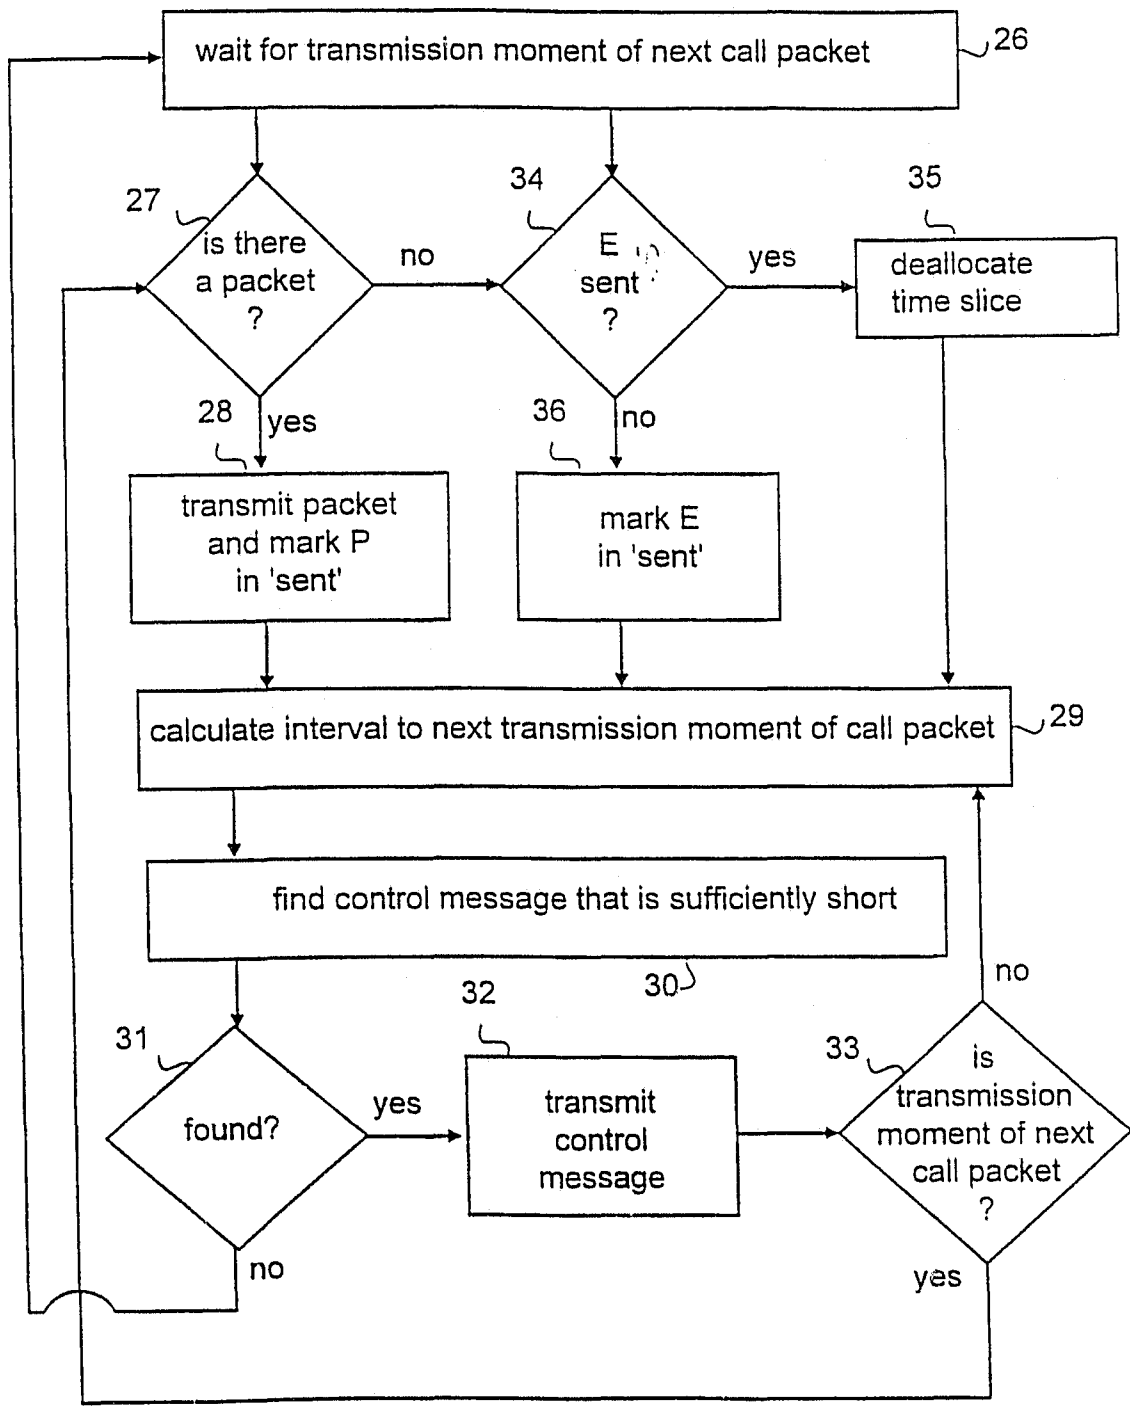 wait for transmission moment of next call packet
26
27
is there
a packet
?
no
34
E
sent
?
yes
35
deallocate
time slice
28
yes
36
no
transmit packet
and mark P
in 'sent'
mark E
in 'sent'
calculate interval to next transmission moment of call packet
29
find control message that is sufficiently short
30
31
found?
yes
no
32
transmit
control
message
33
is
transmission
moment of next
call packet
?
no
yes